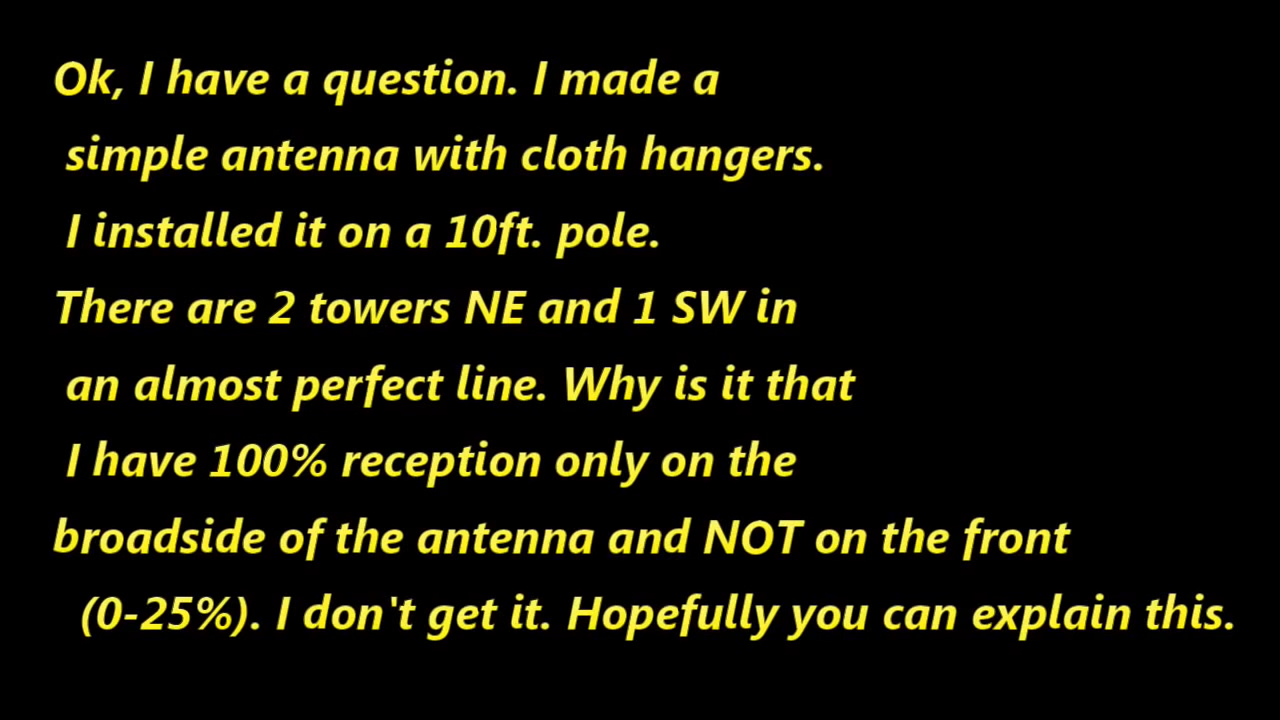 Ok, I have a question. I made a
simple antenna with cloth hangers.
I installed it on a 10ft. pole.
There are 2 towers NE and 1 SW in
an almost perfect line. Why is it that
I have 100% reception only on the
broadside of the antenna and NOT on the front
(0-25%). I don't get it. Hopefully you can explain this.